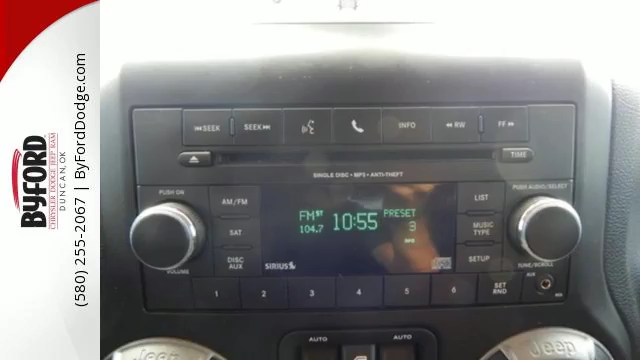 BYFORD
CHRYSLER DODGE JEEP RAM
DUNCAN, OK
(580) 255-2067 | ByFordDodge.com
SEEK SEEK INFO RW FF
TIME
SINGLE DISC • MP3 • ANTI-THEFT
PUSH ON
VOLUME
AM/FM
SAT
DISC AUX
FM 10:55 PRESET
104.7 3
SIRIUS
LIST
MUSIC TYPE
SETUP
PUSH AUDIO/SELECT
TUNE/SCROLL
AUX
1 2 3 4 5 6 SET RND
AUTO AUTO
Jeep Jeep